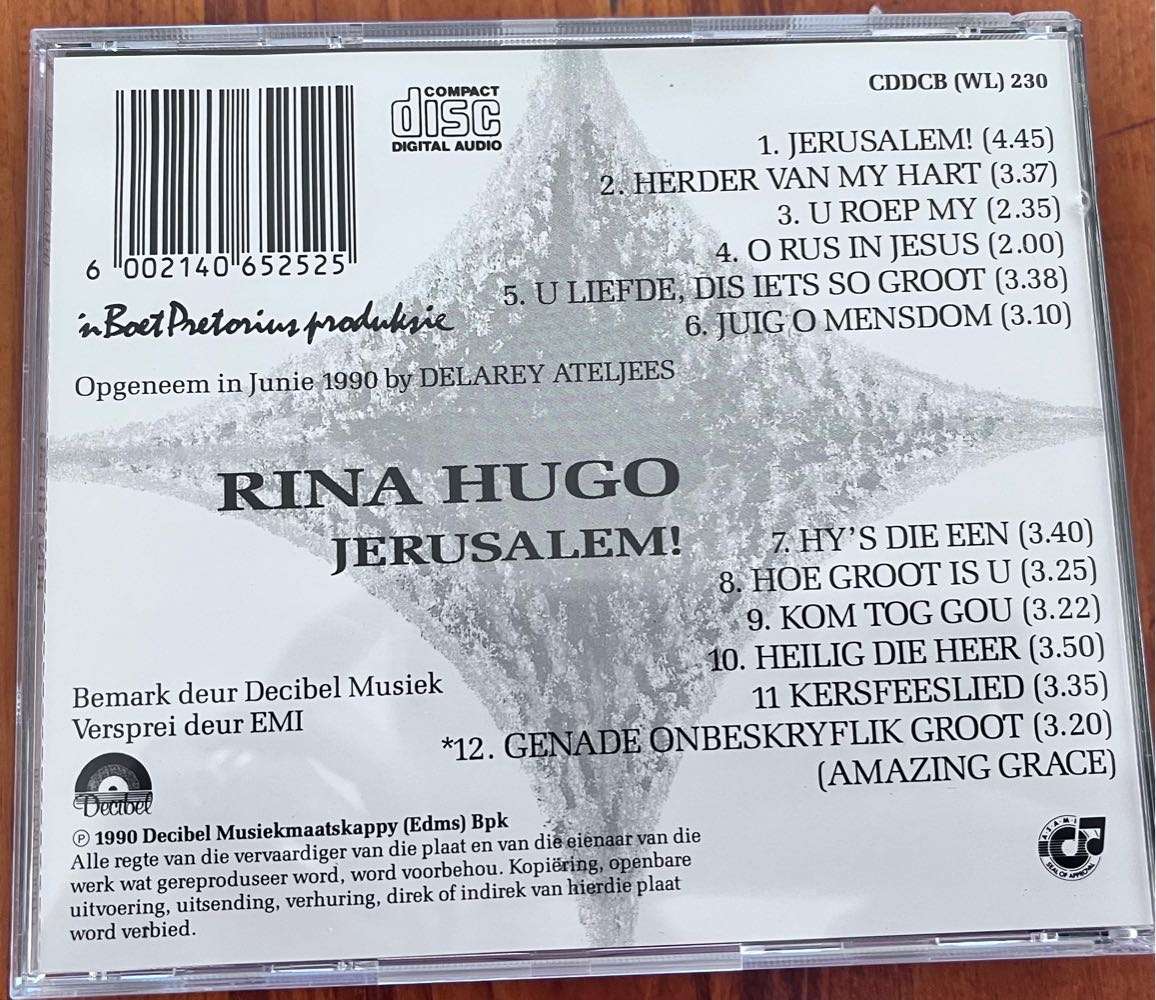 COMPACT
disc
DIGITAL AUDIO
CDDCB (WL) 230
6 002140 652525
1. JERUSALEM! (4.45)
2. HERDER VAN MY HART (3.37)
3. U ROEP MY (2.35)
4. O RUS IN JESUS (2.00)
5. U LIEFDE, DIS IETS SO GROOT (3.38)
6. JUIG O MENSDOM (3.10)
'n Boet Pretorius produksie
Opgeneem in Junie 1990 by DELAREY ATELJEES
RINA HUGO
JERUSALEM!
7. HY'S DIE EEN (3.40)
8. HOE GROOT IS U (3.25)
9. KOM TOG GOU (3.22)
10. HEILIG DIE HEER (3.50)
11 KERSFEESLIED (3.35)
*12. GENADE ONBESKRYFLIK GROOT (3.20)
(AMAZING GRACE)
Bemark deur Decibel Musiek
Versprei deur EMI
Decibel
℗ 1990 Decibel Musiekmaatskappy (Edms) Bpk
Alle regte van die vervaardiger van die plaat en van die eienaar van die
werk wat gereproduseer word, word voorbehou. Kopiëring, openbare
uitvoering, uitsending, verhuring, direk of indirek van hierdie plaat
word verbied.
A.S.A.M.I.
SEAL OF APPROVAL